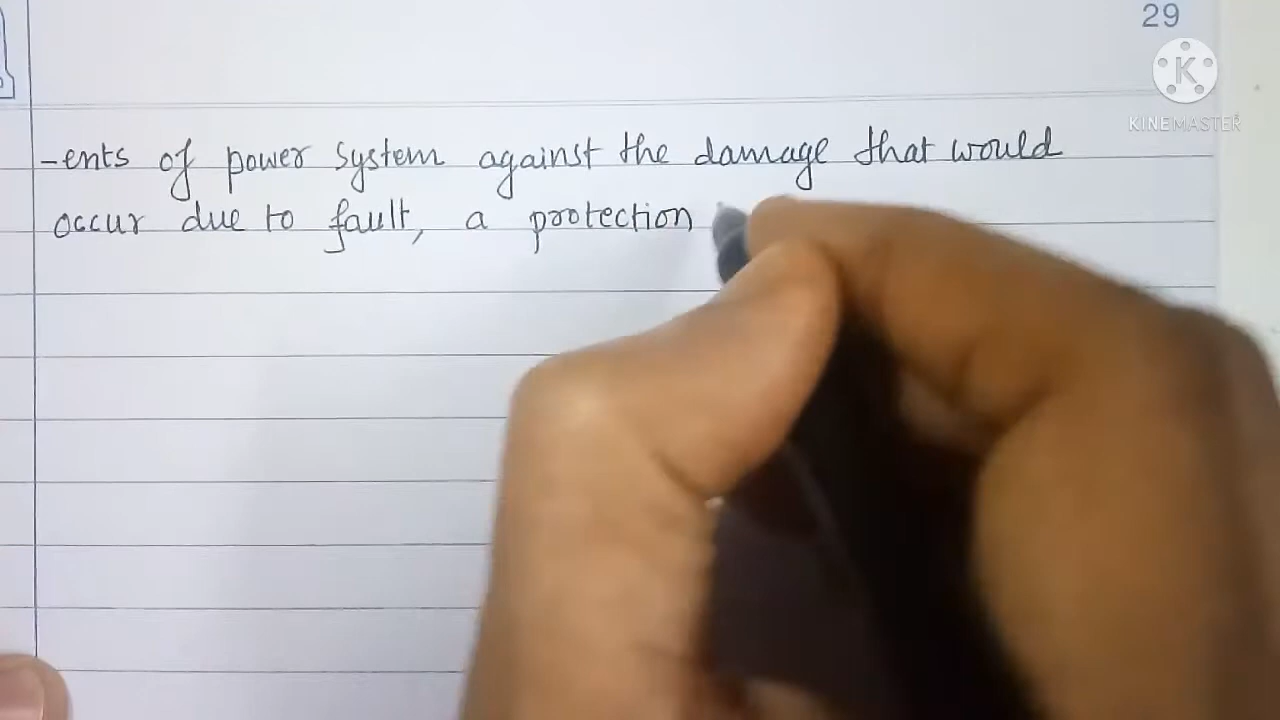 29
K
KINEMASTER
-ents of power system against the damage that would
occur due to fault, a protection